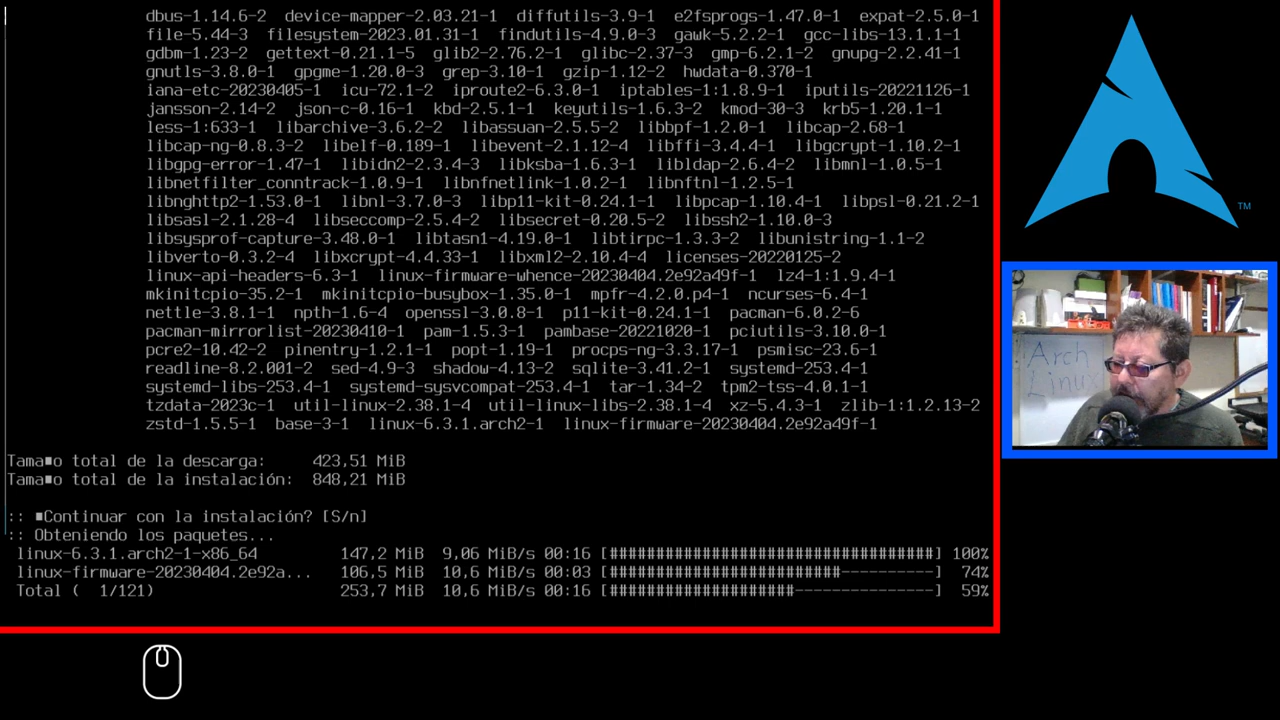 dbus-1.14.6-2  device-mapper-2.03.21-1  diffutils-3.9-1  e2fsprogs-1.47.0-1  expat-2.5.0-1
file-5.44-3  filesystem-2023.01.31-1  findutils-4.9.0-3  gawk-5.2.2-1  gcc-libs-13.1.1-1
gdbm-1.23-2  gettext-0.21.1-5  glib2-2.76.2-1  glibc-2.37-3  gmp-6.2.1-2  gnupg-2.2.41-1
gnutls-3.8.0-1  gpgme-1.20.0-3  grep-3.10-1  gzip-1.12-2  hwdata-0.370-1
iana-etc-20230405-1  icu-72.1-2  iproute2-6.3.0-1  iptables-1:1.8.9-1  iputils-20221126-1
jansson-2.14-2  json-c-0.16-1  kbd-2.5.1-1  keyutils-1.6.3-2  kmod-30-3  krb5-1.20.1-1
less-1:633-1  libarchive-3.6.2-2  libassuan-2.5.5-2  libbpf-1.2.0-1  libcap-2.68-1
libcap-ng-0.8.3-2  libelf-0.189-1  libevent-2.1.12-4  libffi-3.4.4-1  libgcrypt-1.10.2-1
libgpg-error-1.47-1  libidn2-2.3.4-3  libksba-1.6.3-1  libldap-2.6.4-2  libmnl-1.0.5-1
libnetfilter_conntrack-1.0.9-1  libnfnetlink-1.0.2-1  libnftnl-1.2.5-1
libnghttp2-1.53.0-1  libnl-3.7.0-3  libp11-kit-0.24.1-1  libpcap-1.10.4-1  libpsl-0.21.2-1
libsasl-2.1.28-4  libseccomp-2.5.4-2  libsecret-0.20.5-2  libssh2-1.10.0-3
libsysprof-capture-3.48.0-1  libtasn1-4.19.0-1  libtirpc-1.3.3-2  libunistring-1.1-2
libverto-0.3.2-4  libxcrypt-4.4.33-1  libxml2-2.10.4-4  licenses-20220125-2
linux-api-headers-6.3-1  linux-firmware-whence-20230404.2e92a49f-1  lz4-1:1.9.4-1
mkinitcpio-35.2-1  mkinitcpio-busybox-1.35.0-1  mpfr-4.2.0.p4-1  ncurses-6.4-1
nettle-3.8.1-1  npth-1.6-4  openssl-3.0.8-1  p11-kit-0.24.1-1  pacman-6.0.2-6
pacman-mirrorlist-20230410-1  pam-1.5.3-1  pambase-20221020-1  pciutils-3.10.0-1
pcre2-10.42-2  pinentry-1.2.1-1  popt-1.19-1  procps-ng-3.3.17-1  psmisc-23.6-1
readline-8.2.001-2  sed-4.9-3  shadow-4.13-2  sqlite-3.41.2-1  systemd-253.4-1
systemd-libs-253.4-1  systemd-sysvcompat-253.4-1  tar-1.34-2  tpm2-tss-4.0.1-1
tzdata-2023c-1  util-linux-2.38.1-4  util-linux-libs-2.38.1-4  xz-5.4.3-1  zlib-1:1.2.13-2
zstd-1.5.5-1  base-3-1  linux-6.3.1.arch2-1  linux-firmware-20230404.2e92a49f-1
Tama■o total de la descarga:  423,51 MiB
Tama■o total de la instalación:  848,21 MiB
:: ■Continuar con la instalación? [S/n]
:: Obteniendo los paquetes...
linux-6.3.1.arch2-1-x86_64  147,2 MiB  9,06 MiB/s 00:16 [###################################] 100%
linux-firmware-20230404.2e92a...  106,5 MiB  10,6 MiB/s 00:03 [#########################----------] 74%
Total (  1/121)  253,7 MiB  10,6 MiB/s 00:16 [####################---------------] 59%
TM
Arch
Linux